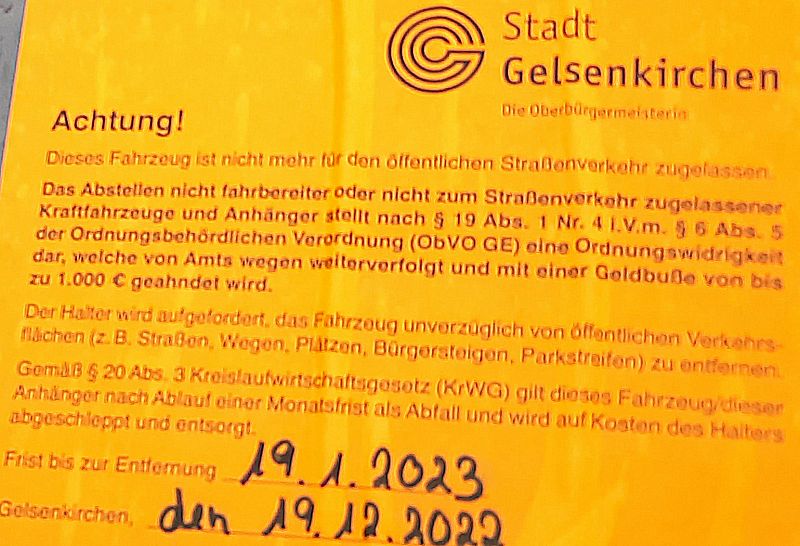 Stadt
Gelsenkirchen
Die Oberbürgermeisterin
Achtung!
Dieses Fahrzeug ist nicht mehr für den öffentlichen Straßenverkehr zugelassen.
Das Abstellen nicht fahrbereiter oder nicht zum Straßenverkehr zugelassener
Kraftfahrzeuge und Anhänger stellt nach § 19 Abs. 1 Nr. 4 i.V.m. § 6 Abs. 5
der Ordnungsbehördlichen Verordnung (ObVO GE) eine Ordnungswidrigkeit
dar, welche von Amts wegen weiterverfolgt und mit einer Geldbuße von bis
zu 1.000 € geahndet wird.
Der Halter wird aufgefordert, das Fahrzeug unverzüglich von öffentlichen Verkehrs-
flächen (z. B. Straßen, Wegen, Plätzen, Bürgersteigen, Parkstreifen) zu entfernen.
Gemäß § 20 Abs. 3 Kreislaufwirtschaftsgesetz (KrWG) gilt dieses Fahrzeug/dieser
Anhänger nach Ablauf einer Monatsfrist als Abfall und wird auf Kosten des Halters
abgeschleppt und entsorgt.
Frist bis zur Entfernung 19.1.2023
Gelsenkirchen, den 19.12.2022